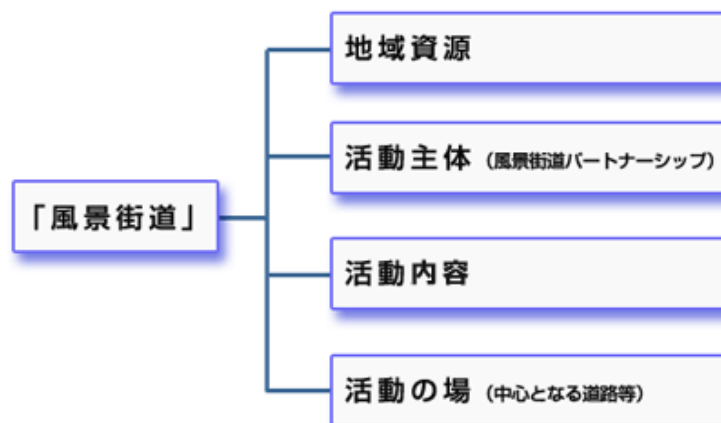 「風景街道」
地域資源
活動主体（風景街道パートナーシップ）
活動内容
活動の場（中心となる道路等）